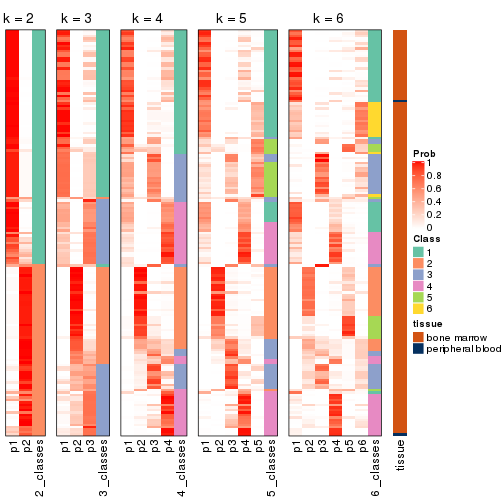 k = 2 k = 3 k = 4 k = 5 k = 6
Prob
1
0.8
0.6
0.4
0.2
0
Class
1
2
3
4
5
6
tissue
bone marrow
peripheral blood
p1 p2 2_classes p1 p2 p3 3_classes p1 p2 p3 p4 4_classes p1 p2 p3 p4 p5 5_classes p1 p2 p3 p4 p5 p6 6_classes tissue